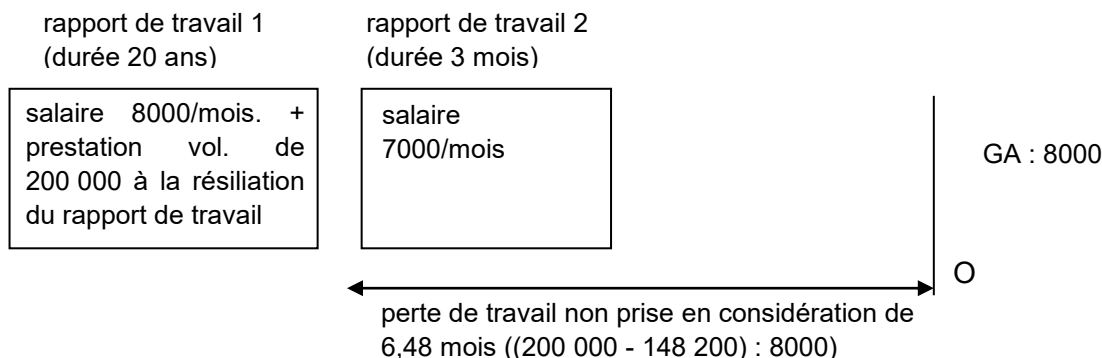 rapport de travail 1
(durée 20 ans)
rapport de travail 2
(durée 3 mois)
salaire 8000/mois. +
prestation vol. de
200 000 à la résiliation
du rapport de travail
salaire
7000/mois
GA : 8000
O
perte de travail non prise en considération de
6,48 mois ((200 000 - 148 200) : 8000)